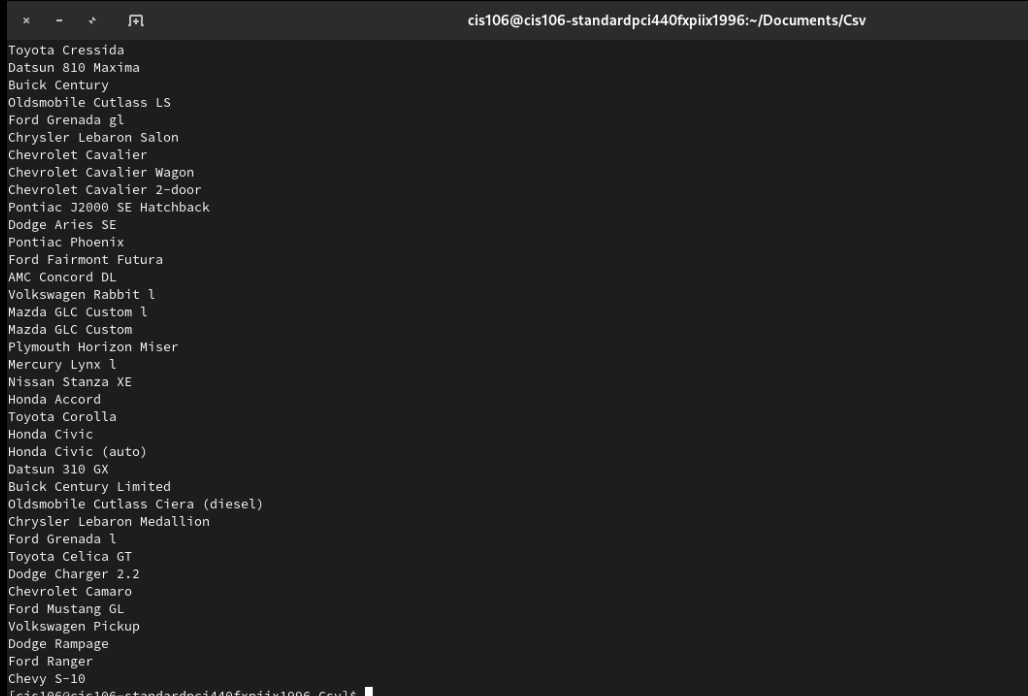 cis106@cis106-standardpci440fxpiix1996:~/Documents/Csv
Toyota Cressida
Datsun 810 Maxima
Buick Century
Oldsmobile Cutlass LS
Ford Grenada gl
Chrysler Lebaron Salon
Chevrolet Cavalier
Chevrolet Cavalier Wagon
Chevrolet Cavalier 2-door
Pontiac J2000 SE Hatchback
Dodge Aries SE
Pontiac Phoenix
Ford Fairmont Futura
AMC Concord DL
Volkswagen Rabbit l
Mazda GLC Custom l
Mazda GLC Custom
Plymouth Horizon Miser
Mercury Lynx l
Nissan Stanza XE
Honda Accord
Toyota Corolla
Honda Civic
Honda Civic (auto)
Datsun 310 GX
Buick Century Limited
Oldsmobile Cutlass Ciera (diesel)
Chrysler Lebaron Medallion
Ford Grenada l
Toyota Celica GT
Dodge Charger 2.2
Chevrolet Camaro
Ford Mustang GL
Volkswagen Pickup
Dodge Rampage
Ford Ranger
Chevy S-10
[cis106@cis106-standardpci440fxpiix1996 Csv]$